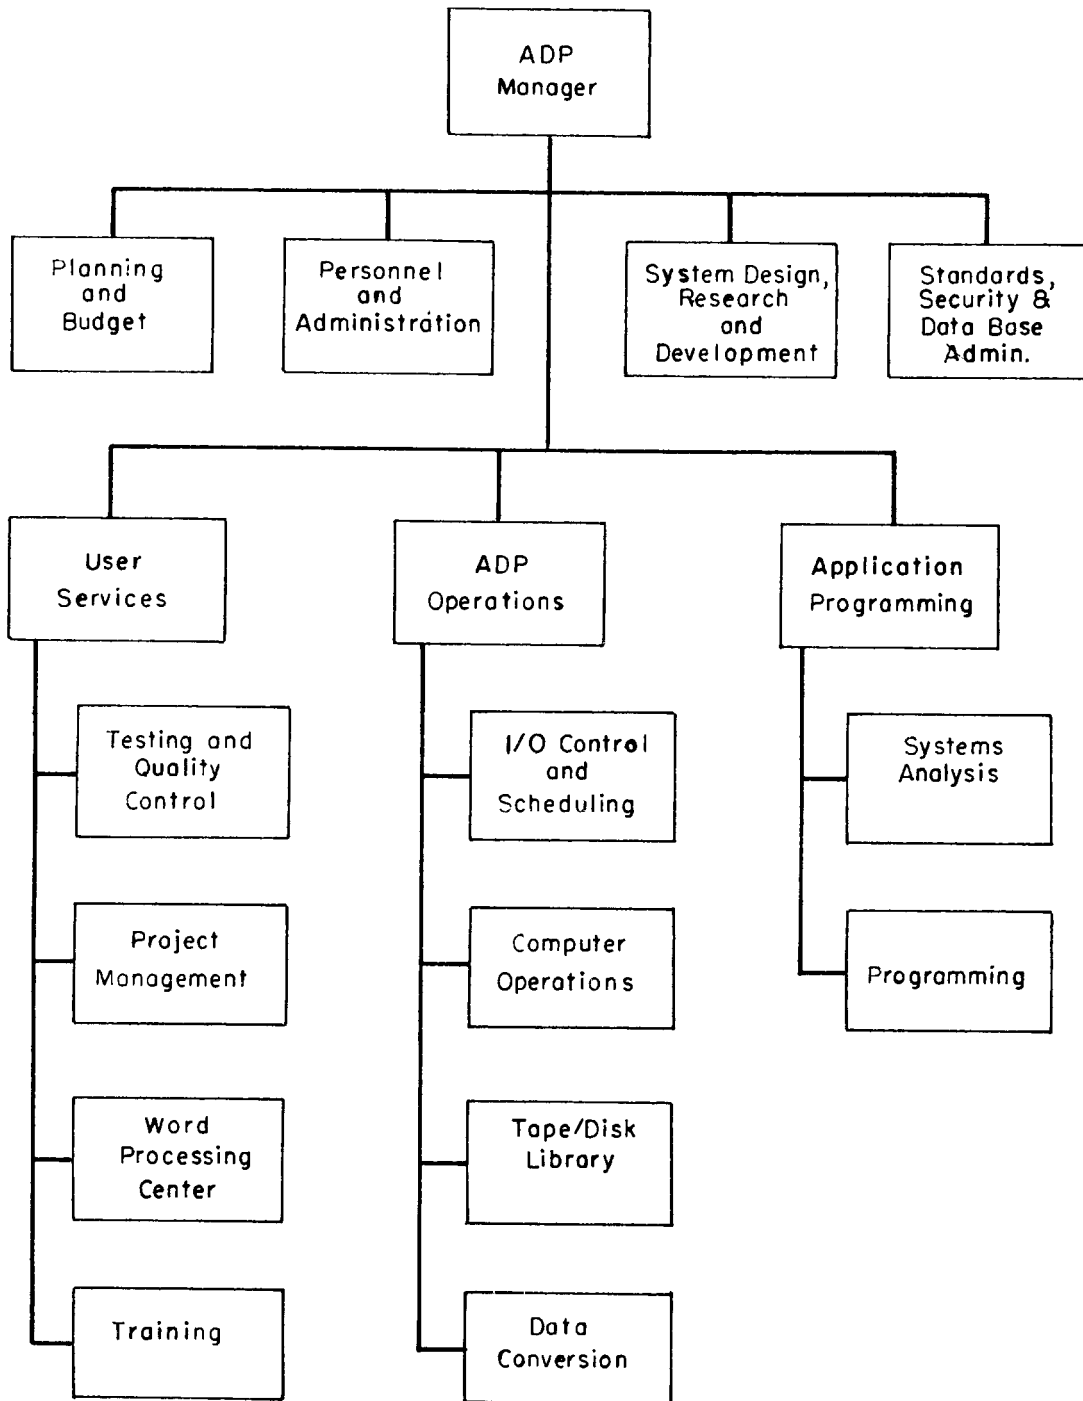 ADP
Manager
Planning
and
Budget
Personnel
and
Administration
System Design,
Research
and
Development
Standards,
Security &
Data Base
Admin.
User
Services
ADP
Operations
Application
Programming
Testing and
Quality
Control
Project
Management
Word
Processing
Center
Training
I/O Control
and
Scheduling
Computer
Operations
Tape/Disk
Library
Data
Conversion
Systems
Analysis
Programming